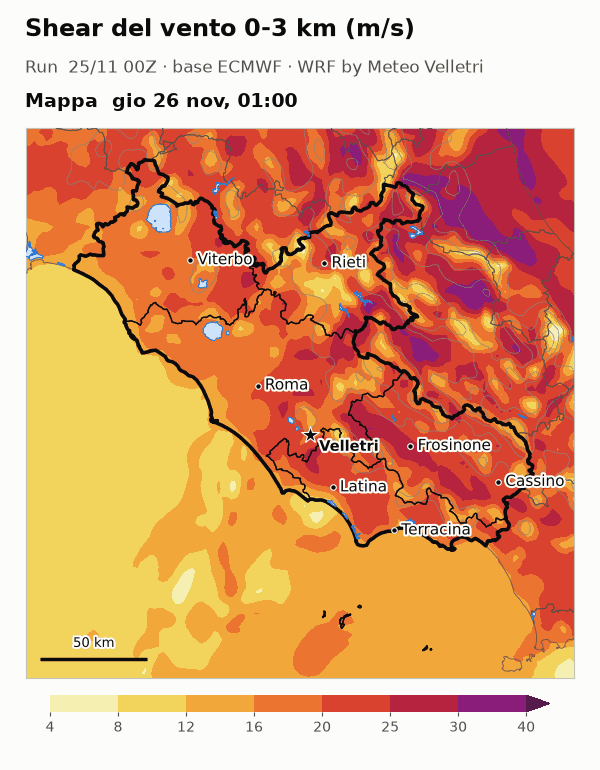 Shear del vento 0-3 km (m/s)
Run 25/11 00Z · base ECMWF · WRF by Meteo Velletri
Mappa gio 26 nov, 01:00
Viterbo
Rieti
Roma
Velletri
Frosinone
Cassino
Latina
Terracina
50 km
4 8 12 16 20 25 30 40